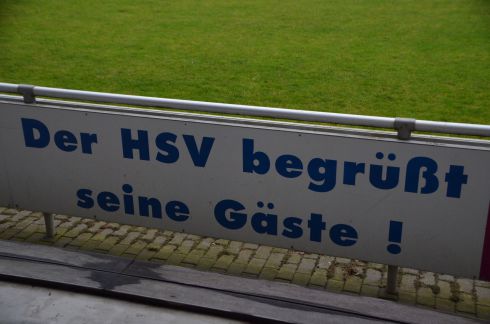 Der HSV begrüßt
seine Gäste !